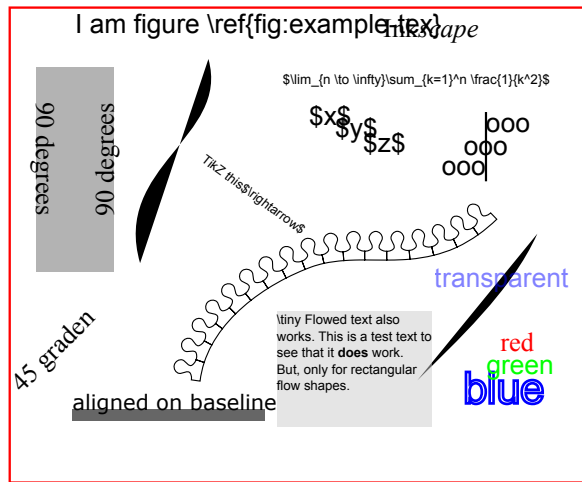 I am figure \ref{fig:example-tex}
Inkscape
$\lim_{n \to \infty}\sum_{k=1}^n \frac{1}{k^2}$
90 degrees
90 degrees
$x$
$y$
$z$
ooo
ooo
ooo
TikZ this$\rightarrow$
transparent
\tiny Flowed text also
works. This is a test text to
see that it does work.
But, only for rectangular
flow shapes.
45 graden
aligned on baseline
red
green
blue